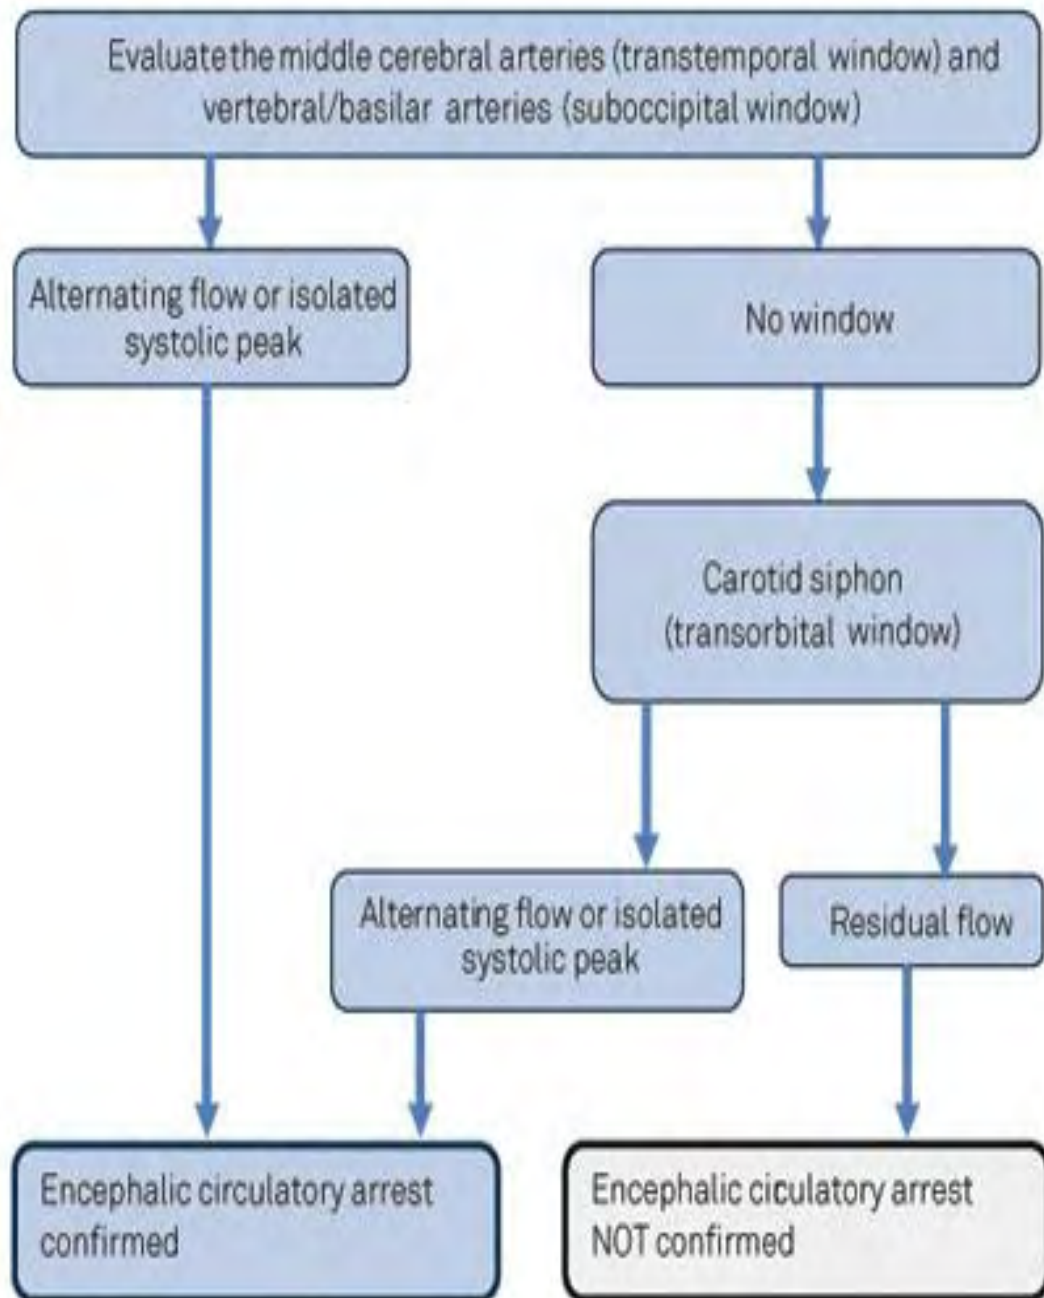 Evaluate the middle cerebral arteries (transtemporal window) and
vertebral/basilar arteries (suboccipital window)
Alternating flow or isolated
systolic peak
No window
Carotid siphon
(transorbital window)
Alternating flow or isolated
systolic peak
Residual flow
Encephalic circulatory arrest
confirmed
Encephalic ciculatory arrest
NOT confirmed